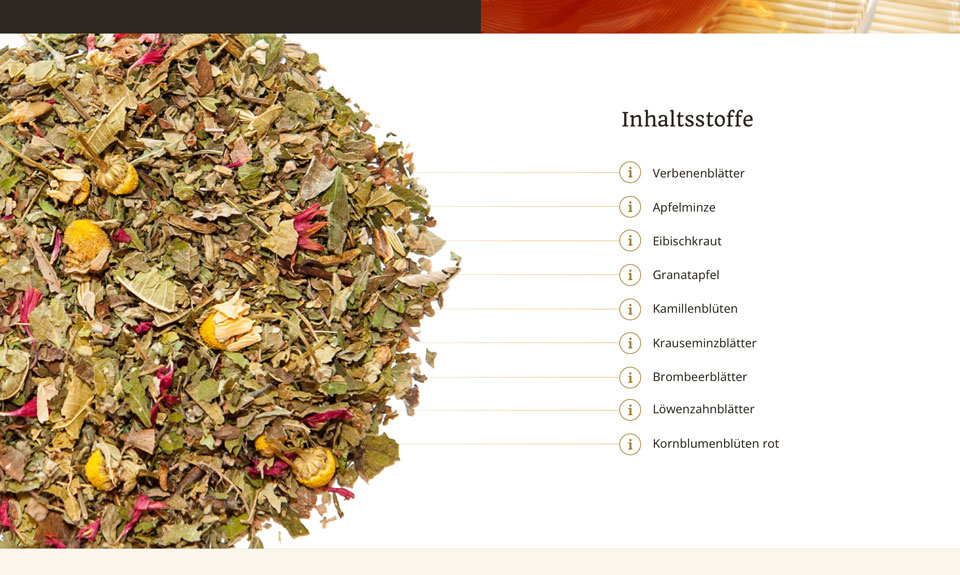 Inhaltsstoffe
Verbenenblätter
Apfelminze
Eibischkraut
Granatapfel
Kamillenblüten
Krauseminzblätter
Brombeerblätter
Löwenzahnblätter
Kornblumenblüten rot